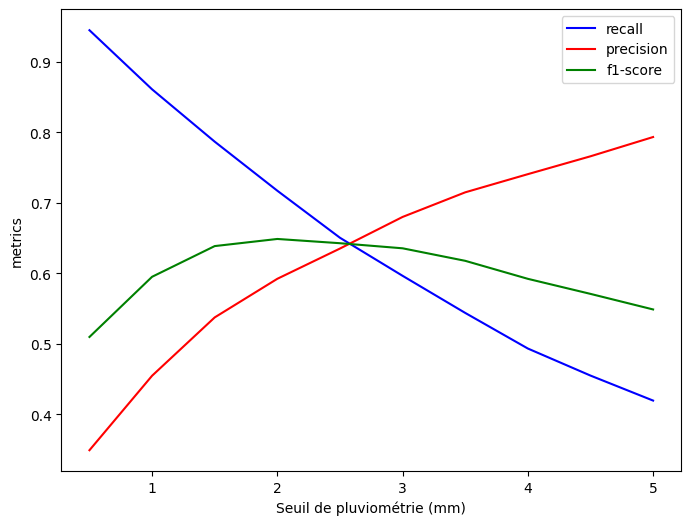 recall
precision
f1-score
metrics
0.9
0.8
0.7
0.6
0.5
0.4
1 2 3 4 5
Seuil de pluviométrie (mm)